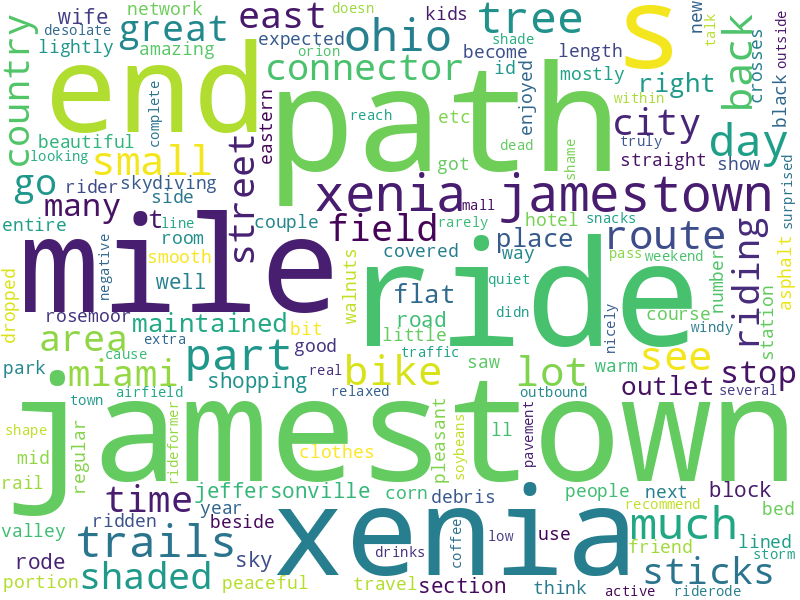 network
doesn
kids
wife
desolate
lightly
great
amazing
east
expected
orion
ohio
shade
tree
become
id
length
mostly
s
new
talk
crosses
outside
back
black
country
end
complete
connector
path
enjoyed
right
within
reach
etc
city
truly
day
beautiful
looking
small
eastern
got
dead
shame
straight
show
surprised
go
rider
skydiving
side
street
xenia jamestown
mall
many
t
line
couple
field
rarely
hotel
snacks
route
entire
room
covered
way
place
pass
weekend
riding
mile
negative
smooth
well
walnuts
ride
quiet
flat
number
station
asphalt
dropped
rosemoor
maintained
bit
road
didn
course
area
extra
cause
good
little
nicely
windy
part
real
traffic
saw
see
stop
park
miami
shopping
bike
lot
warm
town
airfield
relaxed
outbound
outlet
several
jamestown
shape
regular
rideformer
pleasant
soybeans
ll
pavement
mid
clothes
rail
time
jeffersonville
corn
debris
people
next
block
bed
year
xenia
low
use
much
recommend
lined
valley
ridden
beside
coffee
friend
storm
trails
rode
sky
drinks
sticks
portion
shaded
peaceful
travel
section
think
active
riderode